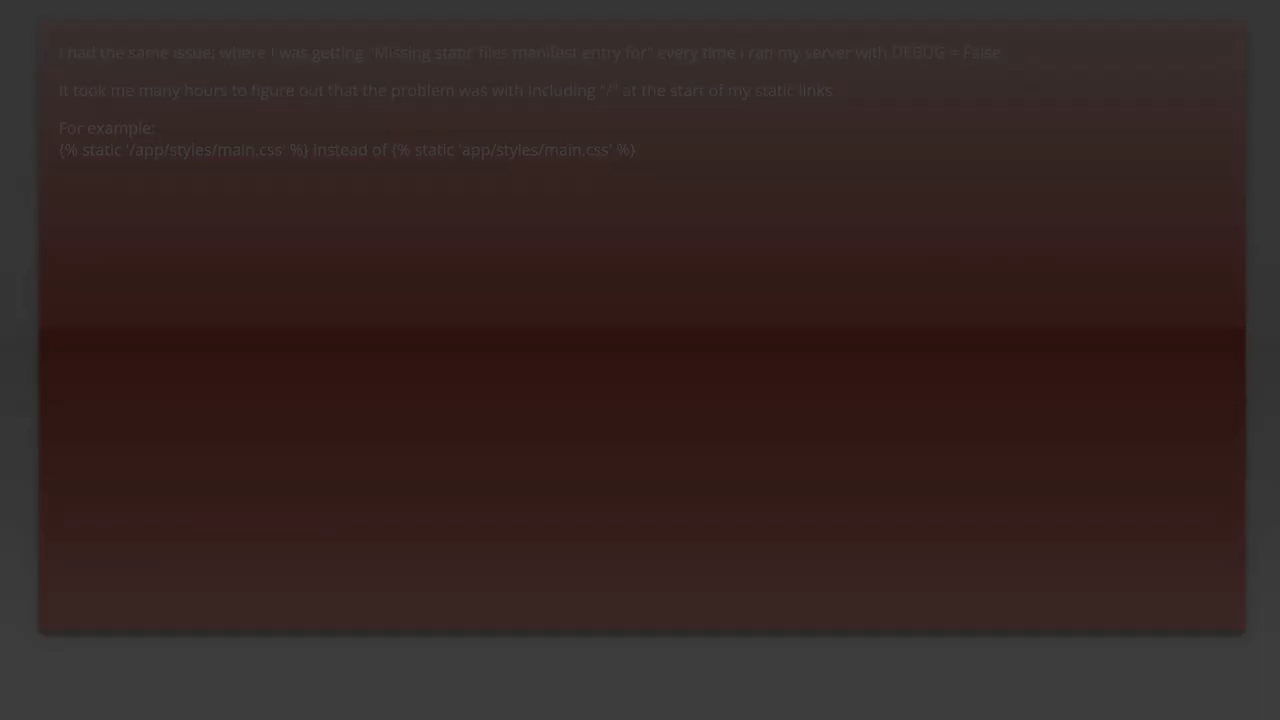 I had the same issue; where I was getting "Missing static files manifest entry for" every time i ran my server with DEBUG = False
It took me many hours to figure out that the problem was with including "/" at the start of my static links
For example:
{% static '/app/styles/main.css' %} instead of {% static 'app/styles/main.css' %}